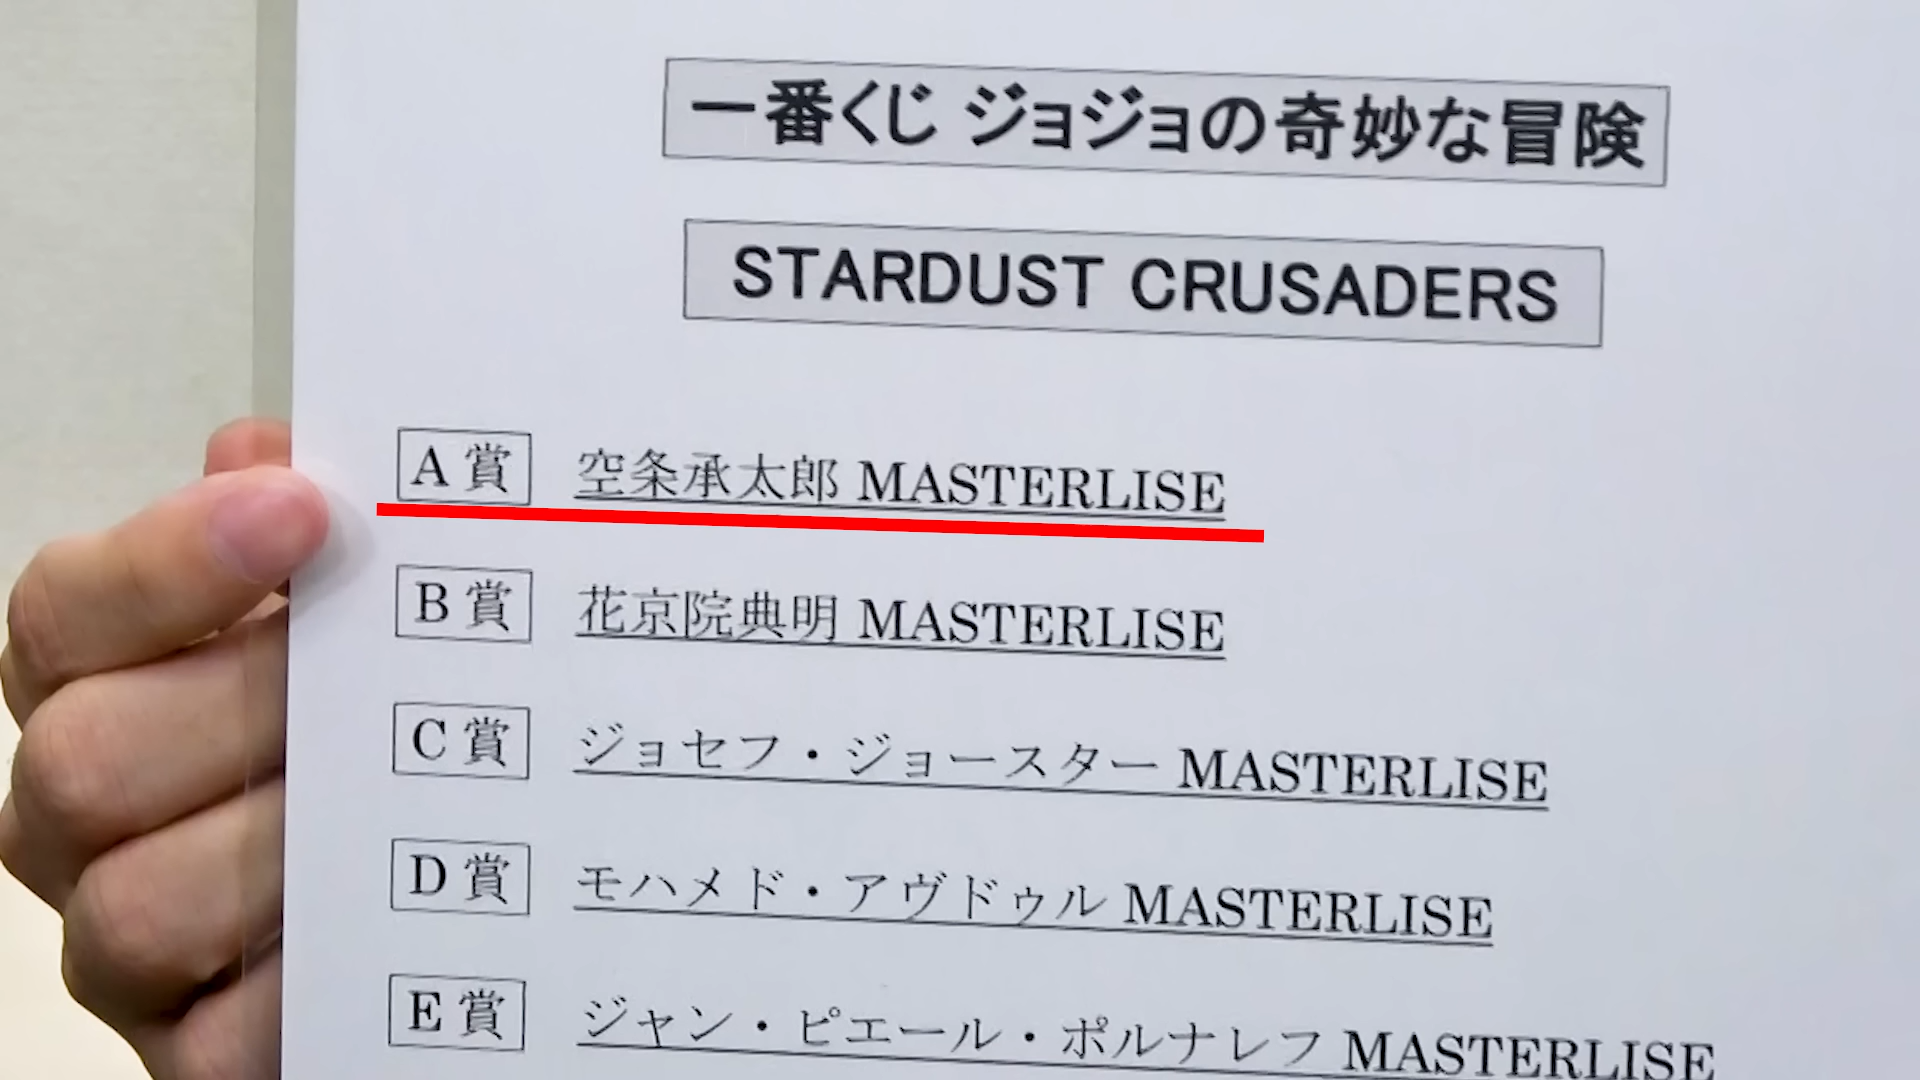 一番くじ ジョジョの奇妙な冒険
STARDUST CRUSADERS
A賞 空条承太郎 MASTERLISE
B賞 花京院典明 MASTERLISE
C賞 ジョセフ・ジョースター MASTERLISE
D賞 モハメド・アヴドゥル MASTERLISE
E賞 ジャン・ピエール・ポルナレフ MASTERLISE